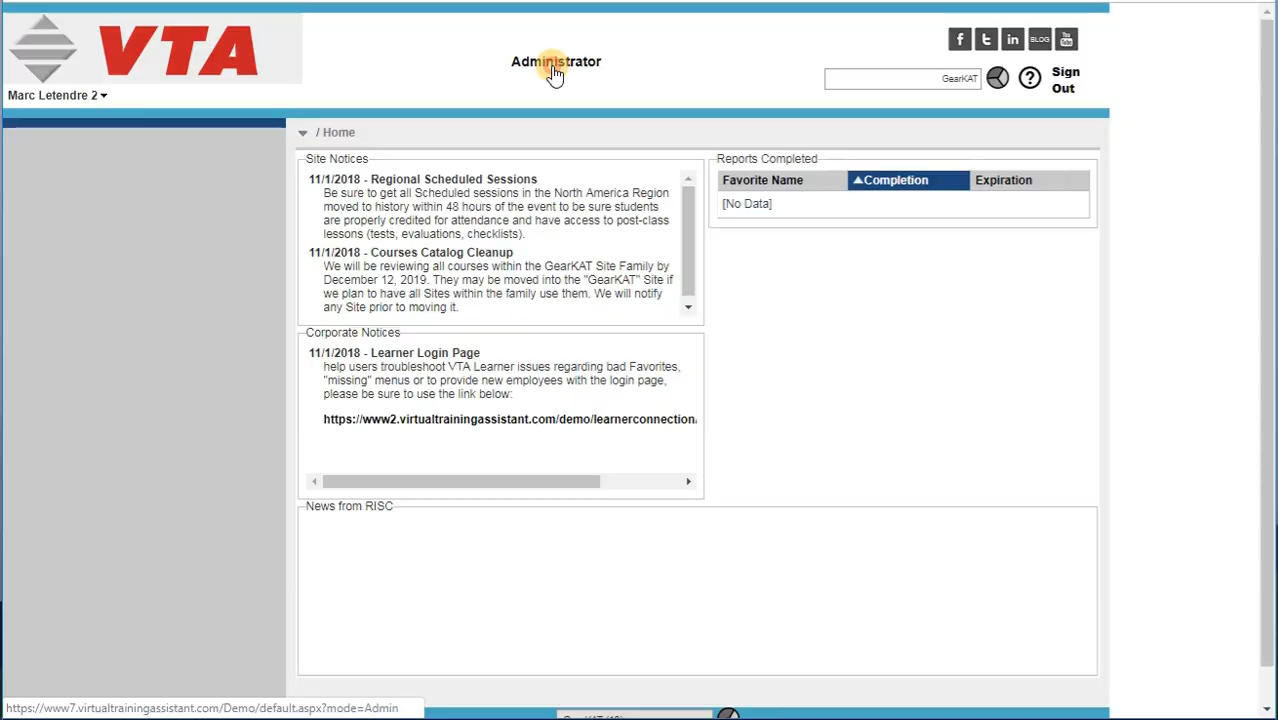 VTA
Marc Letendre 2
Administrator
f t in BLOG You Tube
GearKAT
?
Sign Out
/ Home
Site Notices
11/1/2018 - Regional Scheduled Sessions
Be sure to get all Scheduled sessions in the North America Region
moved to history within 48 hours of the event to be sure students
are properly credited for attendance and have access to post-class
lessons (tests, evaluations, checklists).
11/1/2018 - Courses Catalog Cleanup
We will be reviewing all courses within the GearKAT Site Family by
December 12, 2019. They may be moved into the "GearKAT" Site if
we plan to have all Sites within the family use them. We will notify
any Site prior to moving it.
Reports Completed
Favorite Name Completion Expiration
[No Data]
Corporate Notices
11/1/2018 - Learner Login Page
help users troubleshoot VTA Learner issues regarding bad Favorites,
"missing" menus or to provide new employees with the login page,
please be sure to use the link below:
https://www2.virtualtrainingassistant.com/demo/learnerconnection/
News from RISC
https://www7.virtualtrainingassistant.com/Demo/default.aspx?mode=Admin